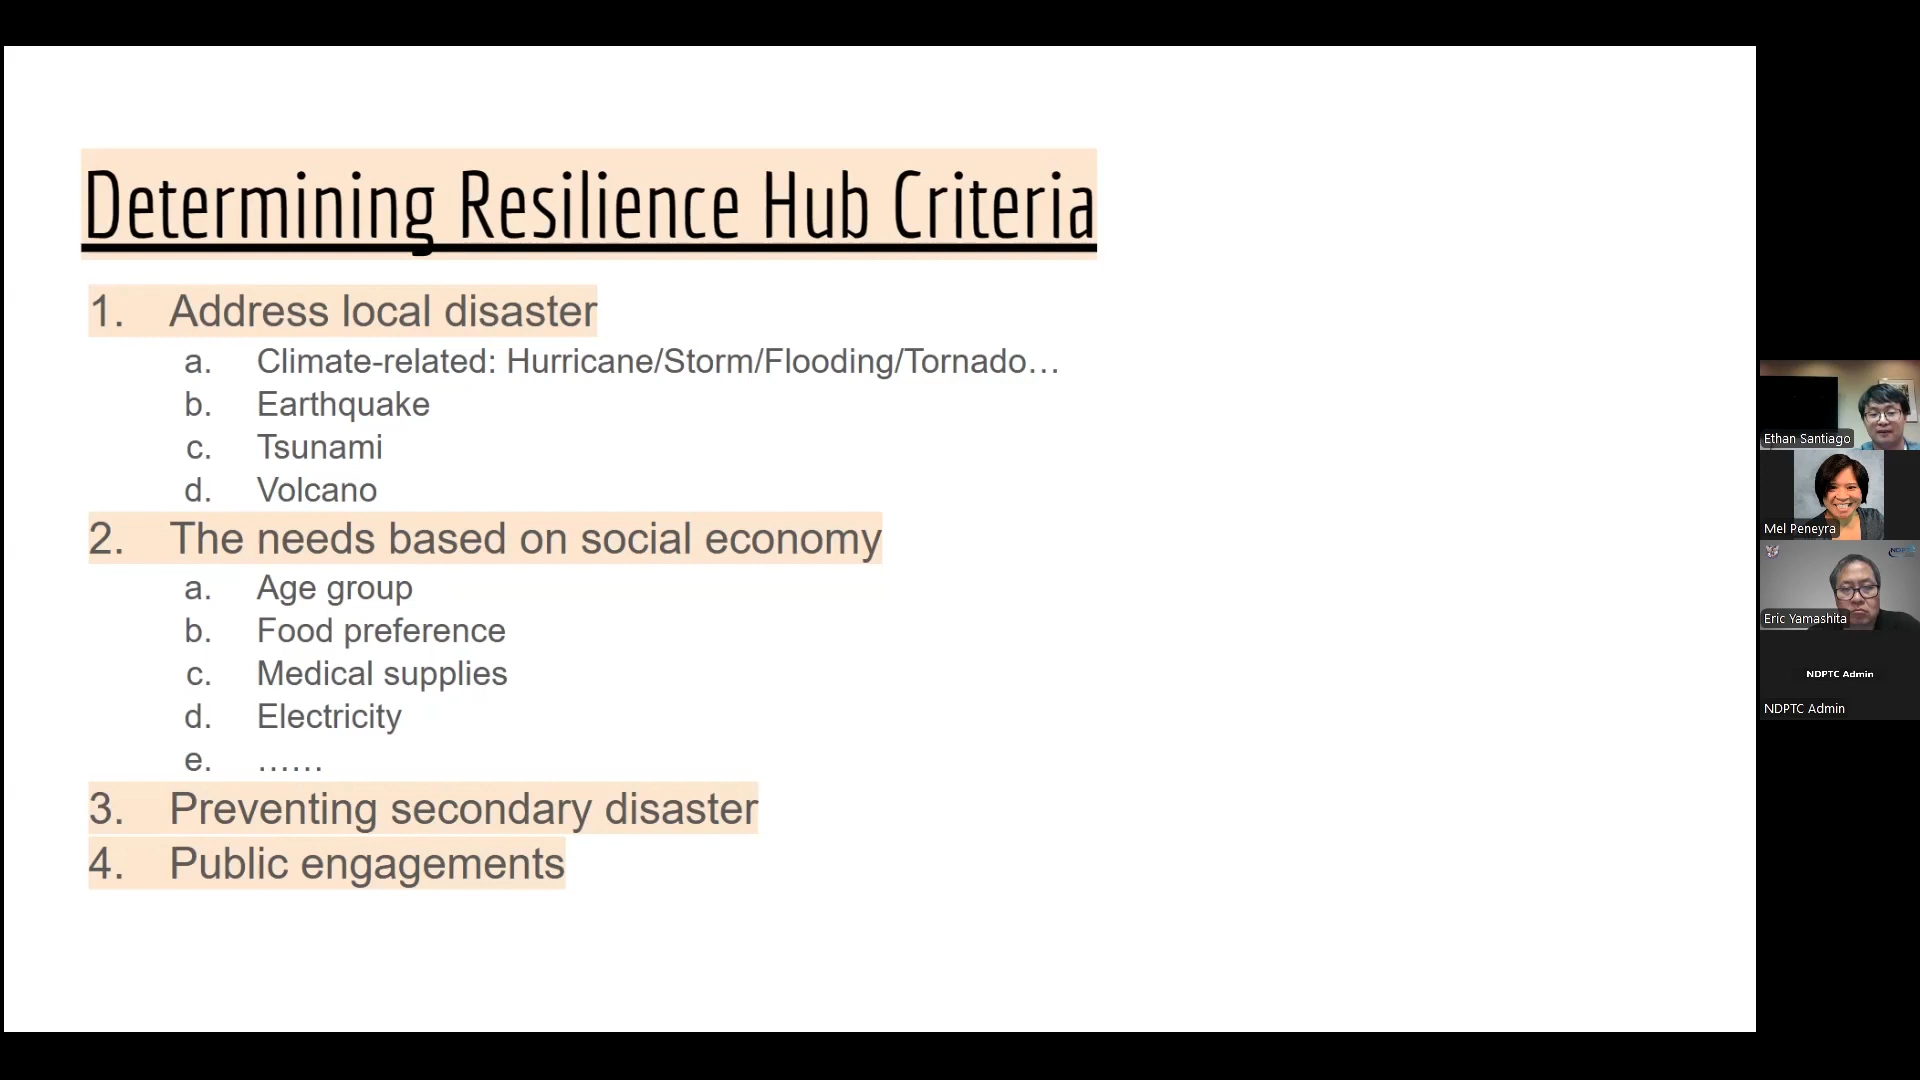 Determining Resilience Hub Criteria
1. Address local disaster
a. Climate-related: Hurricane/Storm/Flooding/Tornado…
b. Earthquake
c. Tsunami
d. Volcano
2. The needs based on social economy
a. Age group
b. Food preference
c. Medical supplies
d. Electricity
e. ……
3. Preventing secondary disaster
4. Public engagements
Ethan Santiago
Mel Peneyra
Eric Yamashita
NDPTC Admin
NDPTC Admin